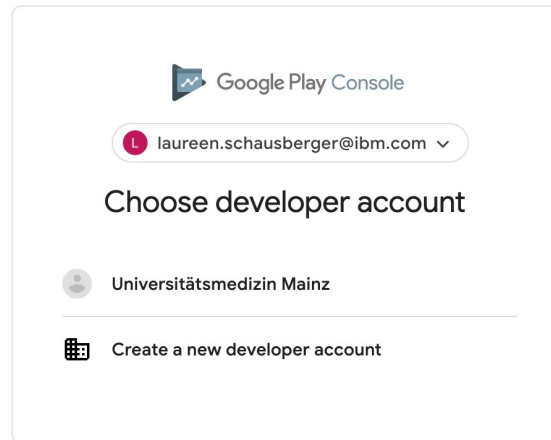 Google Play Console
L laureen.schausberger@ibm.com
Choose developer account
Universitätsmedizin Mainz
Create a new developer account